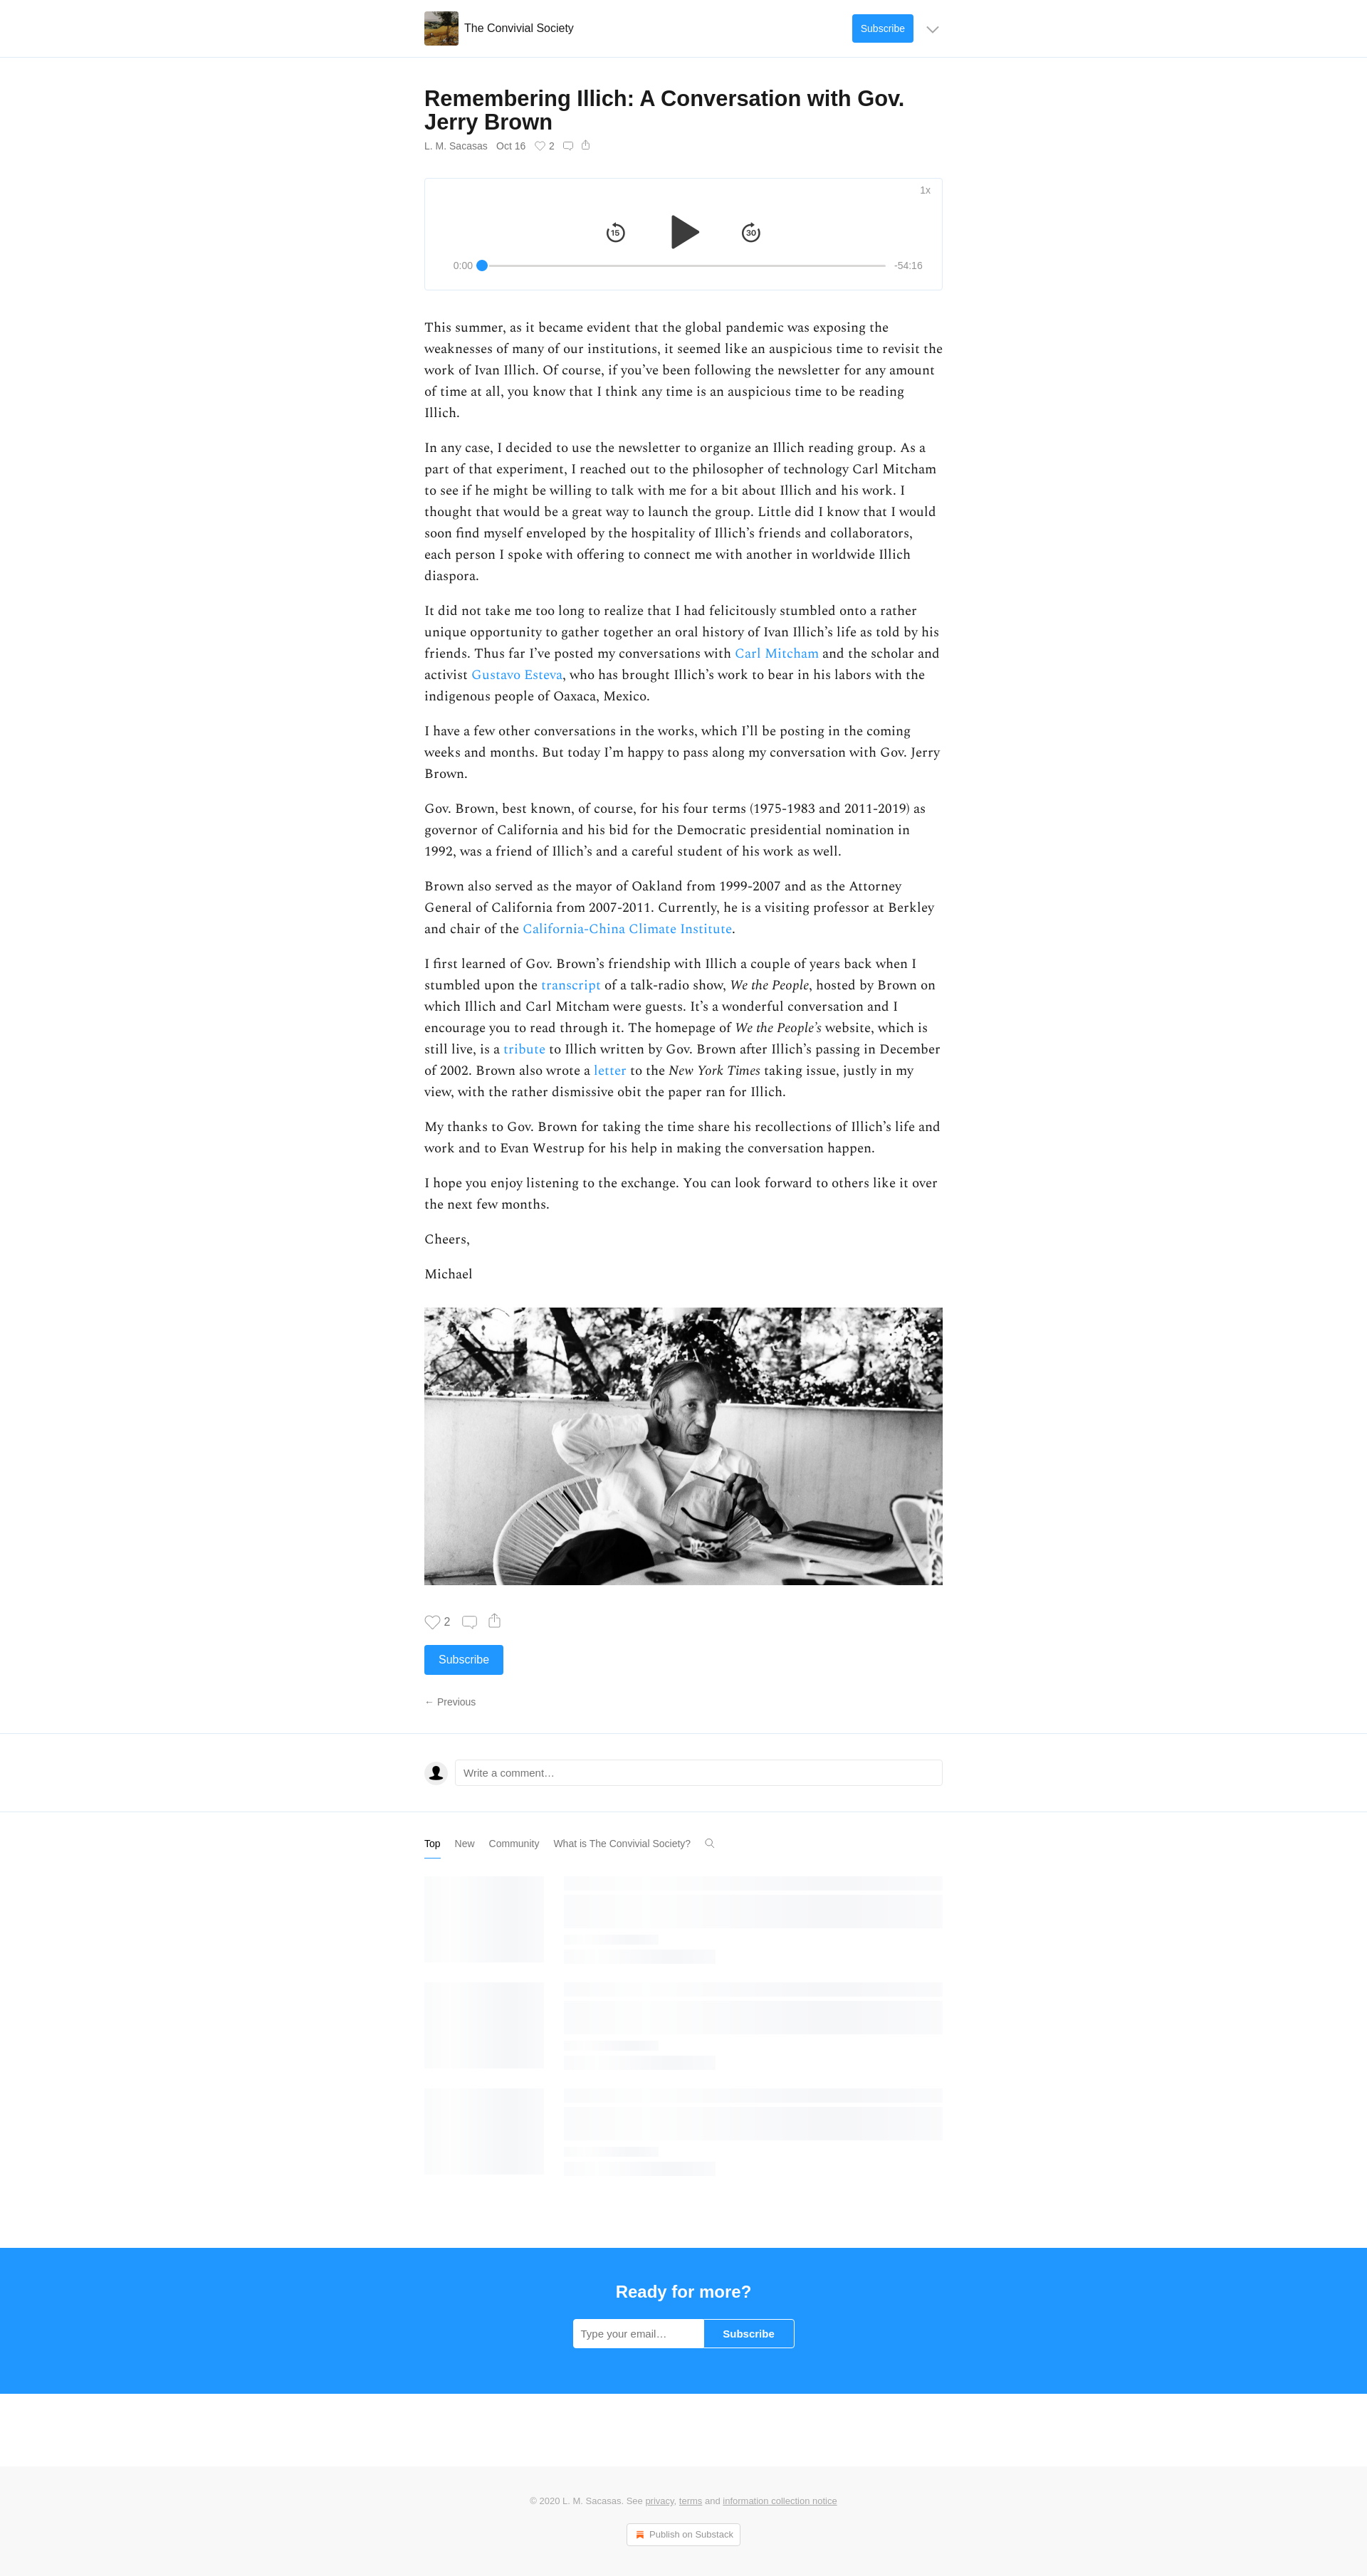 The Convivial Society
Subscribe
Remembering Illich: A Conversation with Gov.
Jerry Brown
L. M. Sacasas Oct 16 2
1x
15
30
0:00
-54:16
This summer, as it became evident that the global pandemic was exposing the
weaknesses of many of our institutions, it seemed like an auspicious time to revisit the
work of Ivan Illich. Of course, if you’ve been following the newsletter for any amount
of time at all, you know that I think any time is an auspicious time to be reading
Illich.
In any case, I decided to use the newsletter to organize an Illich reading group. As a
part of that experiment, I reached out to the philosopher of technology Carl Mitcham
to see if he might be willing to talk with me for a bit about Illich and his work. I
thought that would be a great way to launch the group. Little did I know that I would
soon find myself enveloped by the hospitality of Illich’s friends and collaborators,
each person I spoke with offering to connect me with another in worldwide Illich
diaspora.
It did not take me too long to realize that I had felicitously stumbled onto a rather
unique opportunity to gather together an oral history of Ivan Illich’s life as told by his
friends. Thus far I’ve posted my conversations with Carl Mitcham and the scholar and
activist Gustavo Esteva, who has brought Illich’s work to bear in his labors with the
indigenous people of Oaxaca, Mexico.
I have a few other conversations in the works, which I’ll be posting in the coming
weeks and months. But today I’m happy to pass along my conversation with Gov. Jerry
Brown.
Gov. Brown, best known, of course, for his four terms (1975-1983 and 2011-2019) as
governor of California and his bid for the Democratic presidential nomination in
1992, was a friend of Illich’s and a careful student of his work as well.
Brown also served as the mayor of Oakland from 1999-2007 and as the Attorney
General of California from 2007-2011. Currently, he is a visiting professor at Berkley
and chair of the California-China Climate Institute.
I first learned of Gov. Brown’s friendship with Illich a couple of years back when I
stumbled upon the transcript of a talk-radio show, We the People, hosted by Brown on
which Illich and Carl Mitcham were guests. It’s a wonderful conversation and I
encourage you to read through it. The homepage of We the People’s website, which is
still live, is a tribute to Illich written by Gov. Brown after Illich’s passing in December
of 2002. Brown also wrote a letter to the New York Times taking issue, justly in my
view, with the rather dismissive obit the paper ran for Illich.
My thanks to Gov. Brown for taking the time share his recollections of Illich’s life and
work and to Evan Westrup for his help in making the conversation happen.
I hope you enjoy listening to the exchange. You can look forward to others like it over
the next few months.
Cheers,
Michael
2
Subscribe
← Previous
Write a comment…
Top New Community What is The Convivial Society?
Ready for more?
Type your email…
Subscribe
© 2020 L. M. Sacasas. See privacy, terms and information collection notice
Publish on Substack